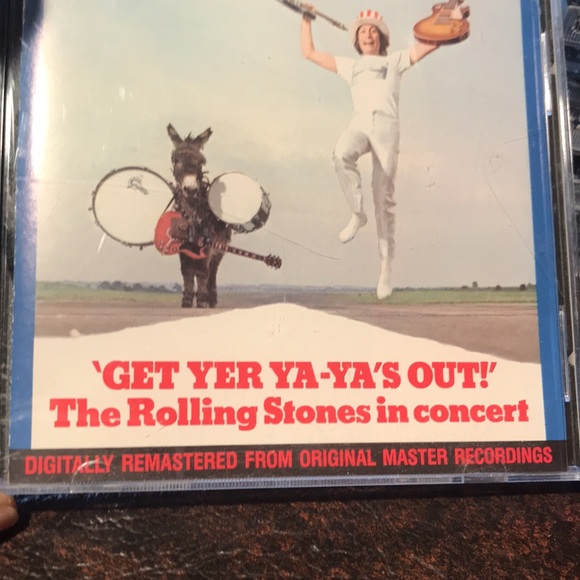 ‘GET YER YA-YA’S OUT!’
The Rolling Stones in concert
DIGITALLY REMASTERED FROM ORIGINAL MASTER RECORDINGS